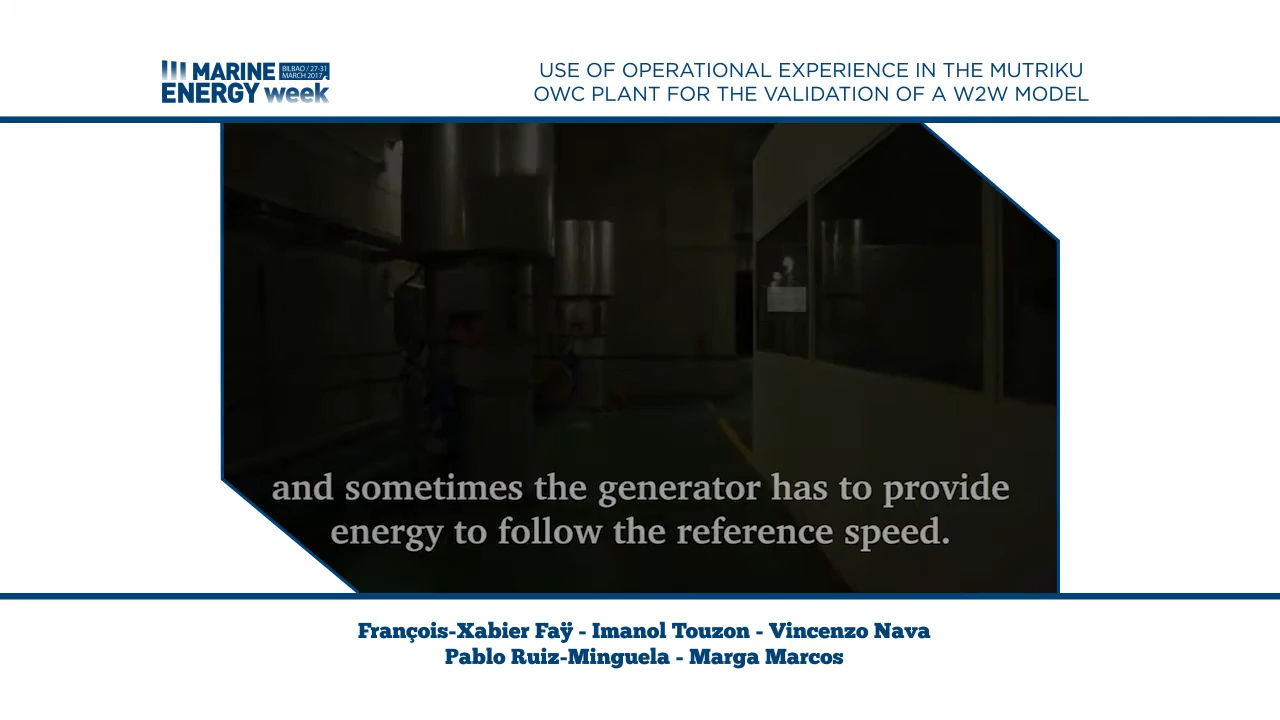 MARINE
ENERGY week
BILBAO / 27-31
MARCH 2017
USE OF OPERATIONAL EXPERIENCE IN THE MUTRIKU
OWC PLANT FOR THE VALIDATION OF A W2W MODEL
and sometimes the generator has to provide
energy to follow the reference speed.
François-Xabier Faÿ - Imanol Touzon - Vincenzo Nava
Pablo Ruiz-Minguela - Marga Marcos